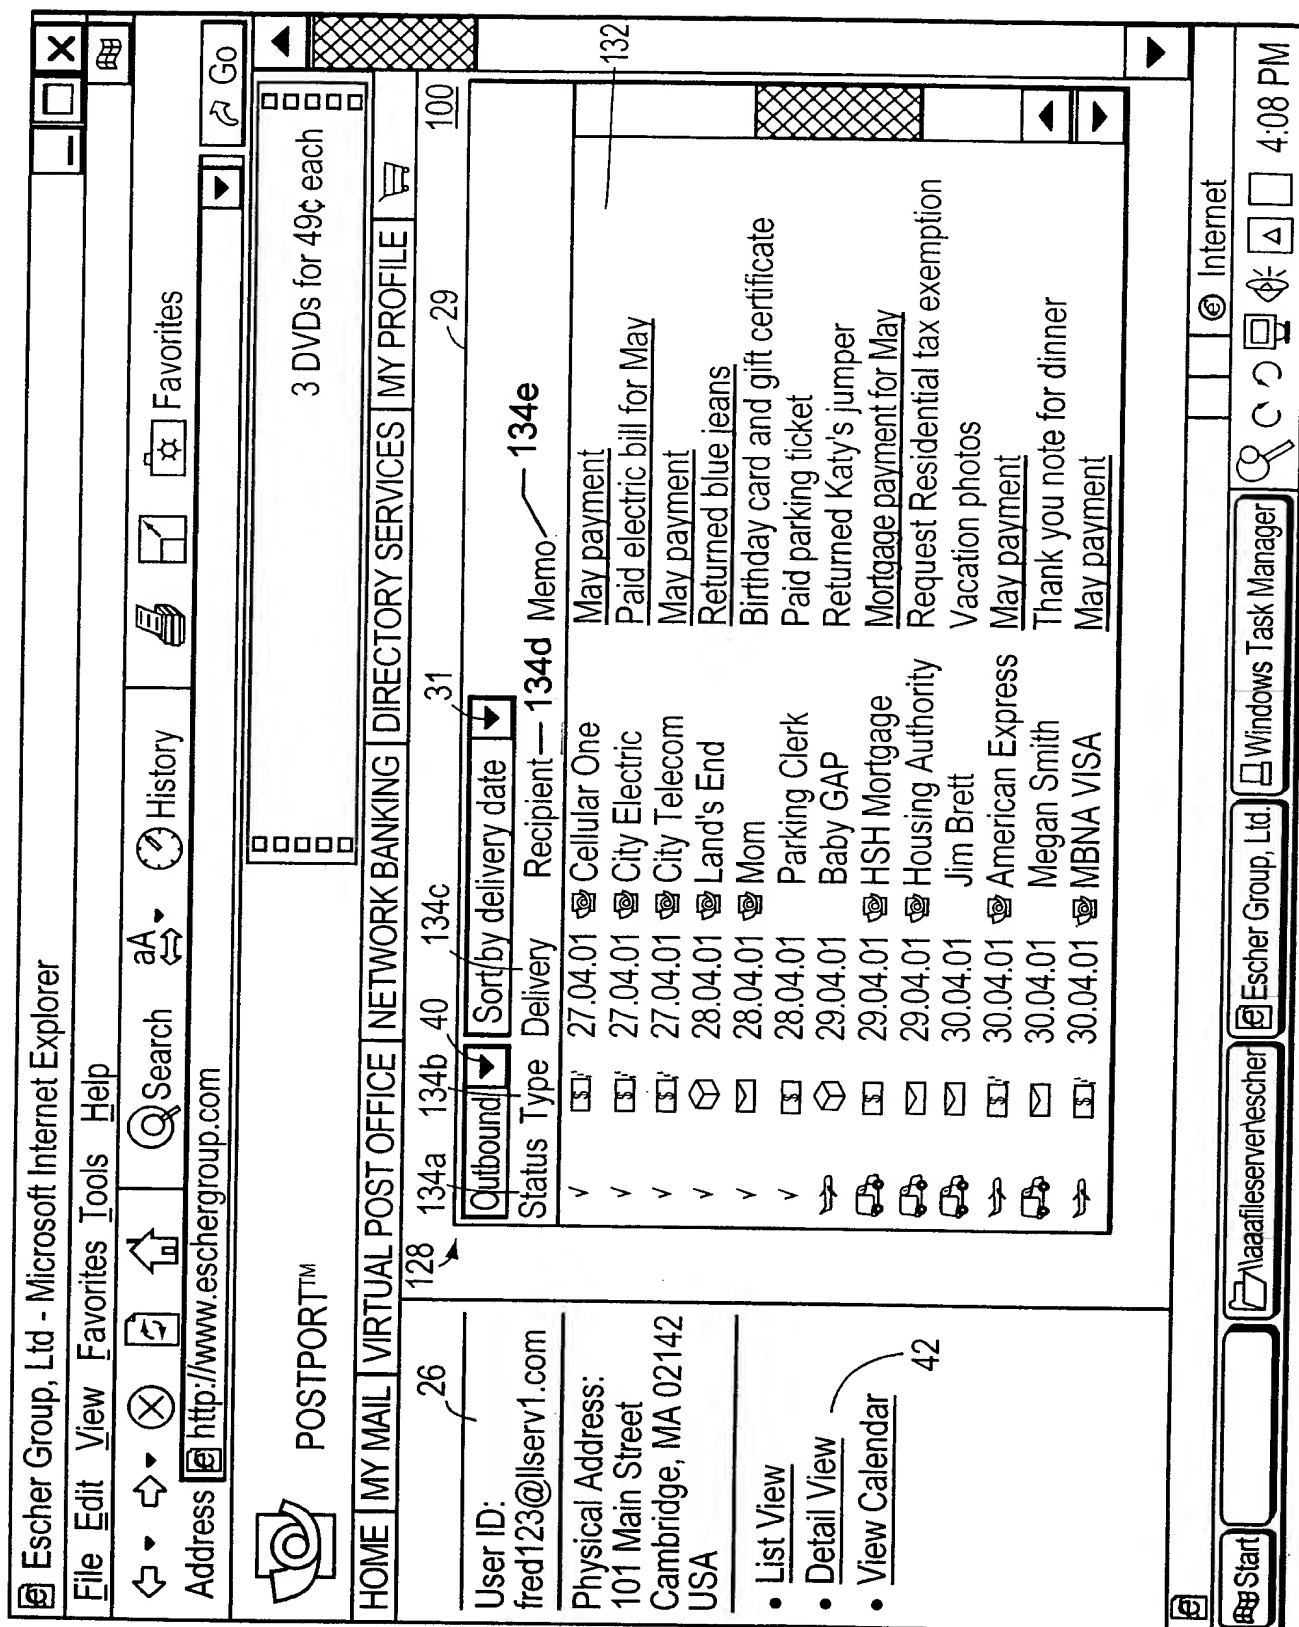 Escher Group, Ltd - Microsoft Internet Explorer
File Edit View Favorites Tools Help
Search aA History Favorites
Address http://www.eschergroup.com Go
POSTPORT™ 3 DVDs for 49¢ each
HOME MY MAIL VIRTUAL POST OFFICE NETWORK BANKING DIRECTORY SERVICES MY PROFILE
26
User ID:
fred123@llserv1.com
Physical Address:
101 Main Street
Cambridge, MA 02142
USA
• List View
• Detail View
• View Calendar
42
128 134a 134b 40 134c 31 29 100
Outbound Sort by delivery date
Status Type Delivery Recipient 134d Memo 134e
132
√ $ 27.04.01 Cellular One May payment
√ $ 27.04.01 City Electric Paid electric bill for May
√ $ 27.04.01 City Telecom May payment
√ 28.04.01 Land's End Returned blue jeans
√ 28.04.01 Mom Birthday card and gift certificate
√ $ 28.04.01 Parking Clerk Paid parking ticket
29.04.01 Baby GAP Returned Katy's jumper
$ 29.04.01 HSH Mortgage Mortgage payment for May
29.04.01 Housing Authority Request Residential tax exemption
30.04.01 Jim Brett Vacation photos
$ 30.04.01 American Express May payment
30.04.01 Megan Smith Thank you note for dinner
$ 30.04.01 MBNA VISA May payment
Internet
Start \\aaafileserver\escher Escher Group, Ltd. Windows Task Manager 4:08 PM